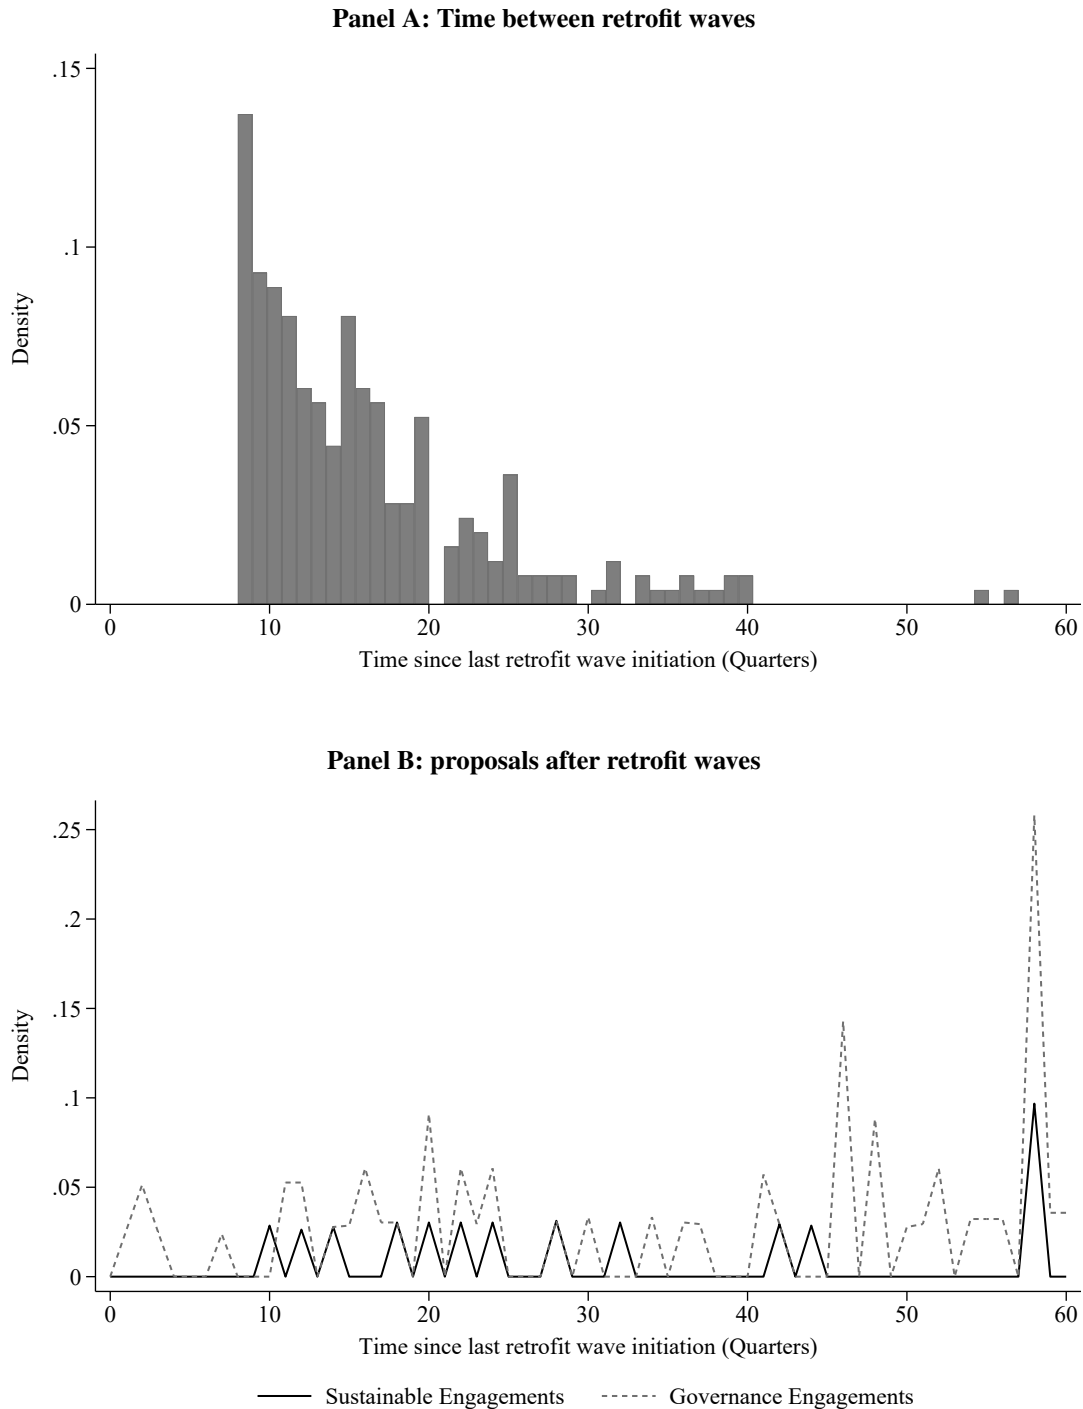 Panel A: Time between retrofit waves
.15
.1
.05
0
Density
0 10 20 30 40 50 60
Time since last retrofit wave initiation (Quarters)
Panel B: proposals after retrofit waves
.25
.2
.15
.1
.05
0
Density
0 10 20 30 40 50 60
Time since last retrofit wave initiation (Quarters)
Sustainable Engagements Governance Engagements